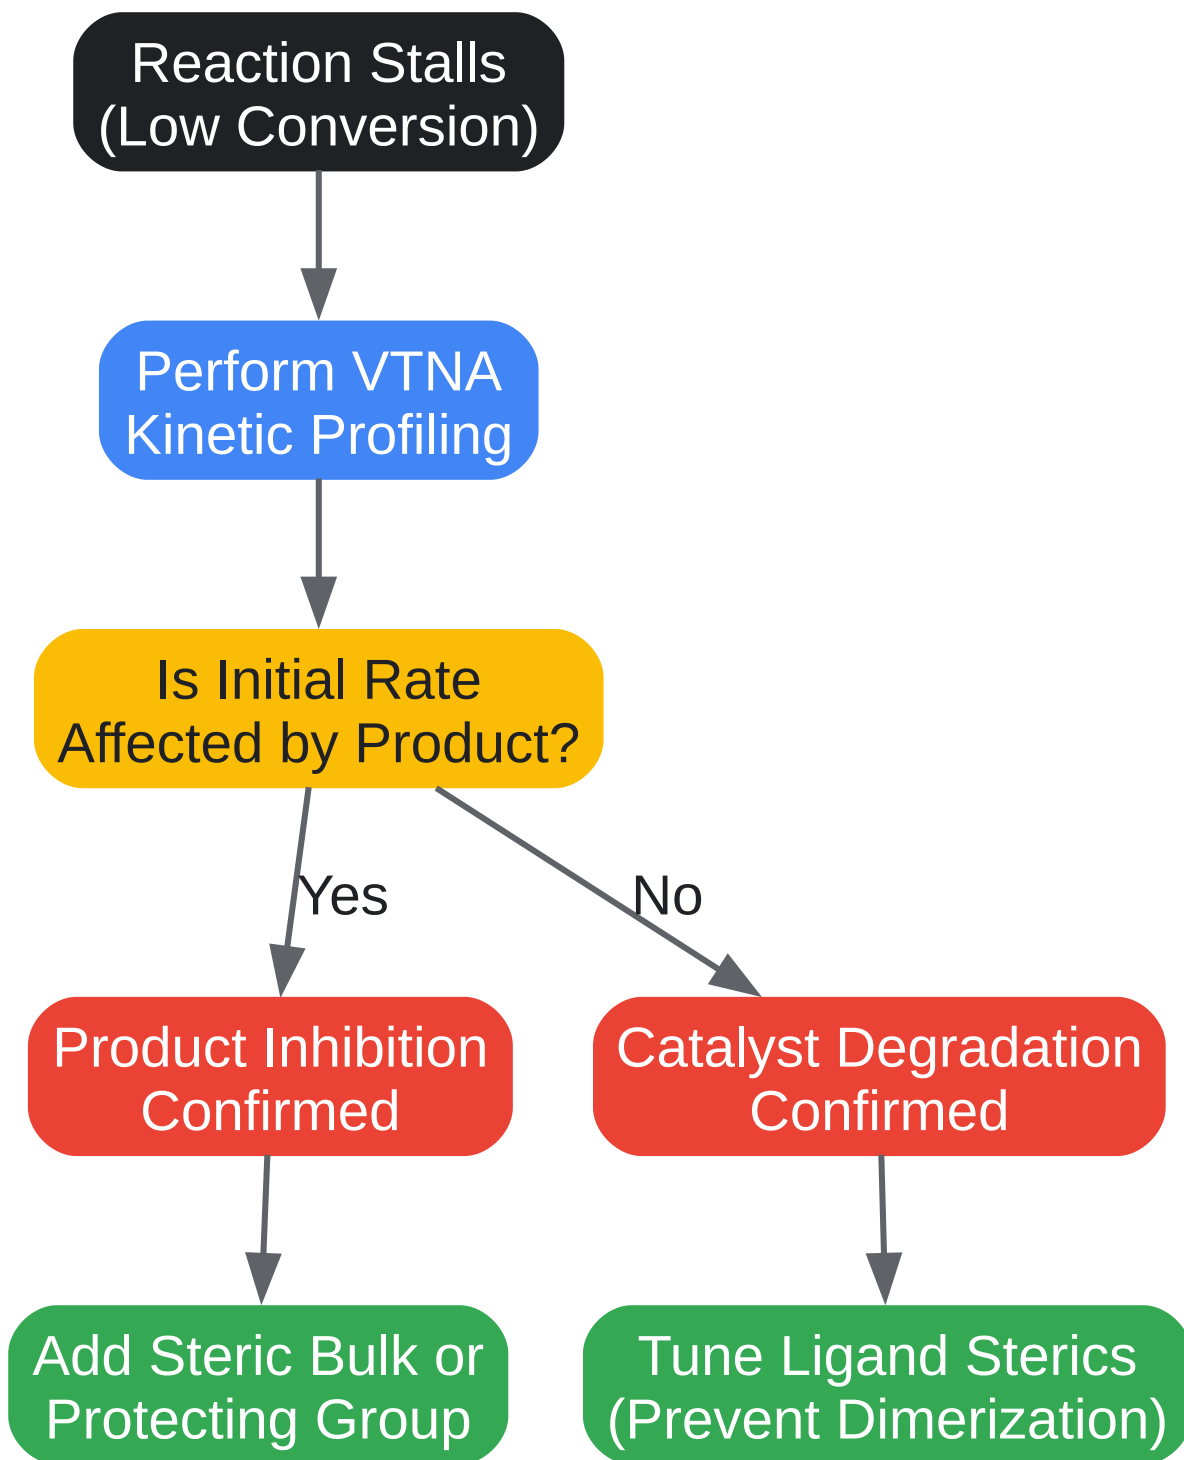 Reaction Stalls
(Low Conversion)
Perform VTNA
Kinetic Profiling
Is Initial Rate
Affected by Product?
Yes
No
Product Inhibition
Confirmed
Catalyst Degradation
Confirmed
Add Steric Bulk or
Protecting Group
Tune Ligand Sterics
(Prevent Dimerization)